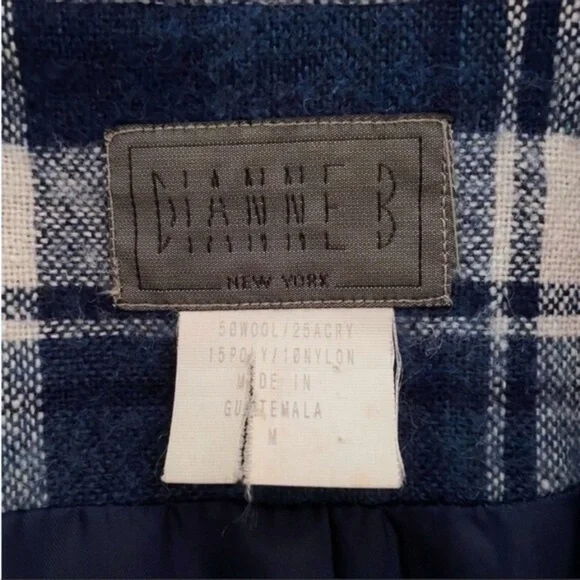 DIANNE B
NEW YORK
50WOOL/25ACRY
15POLY/10NYLON
MADE IN
GUATEMALA
M